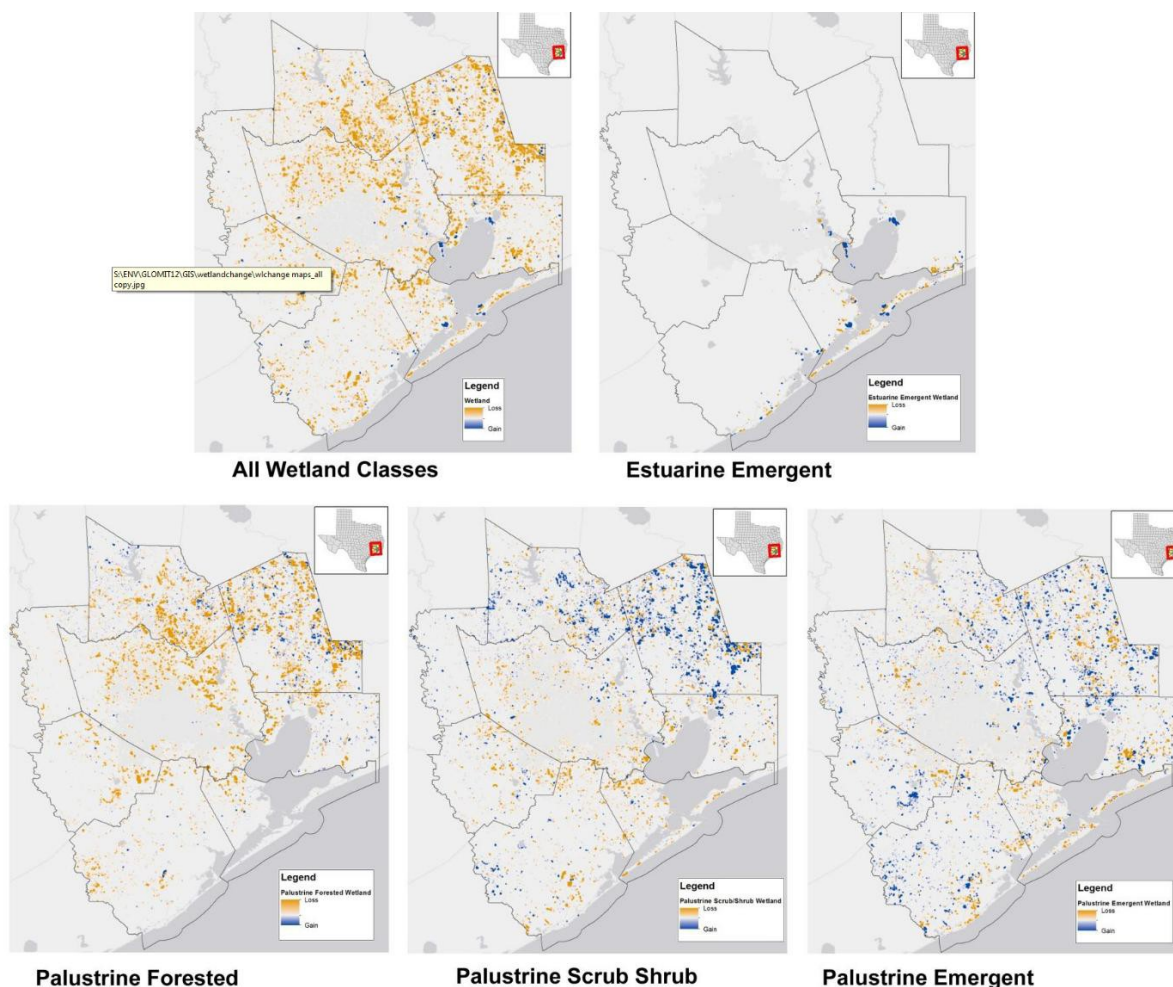 S:\ENV\GLOMIT12\GIS\wetlandchange\wlchange maps_all
copy.jpg
Legend
Wetland
Loss
Gain
All Wetland Classes
Legend
Estuarine Emergent Wetland
Loss
Gain
Estuarine Emergent
Legend
Palustrine Forested Wetland
Loss
Gain
Palustrine Forested
Legend
Palustrine Scrub/Shrub Wetland
Loss
Gain
Palustrine Scrub Shrub
Legend
Palustrine Emergent Wetland
Loss
Gain
Palustrine Emergent